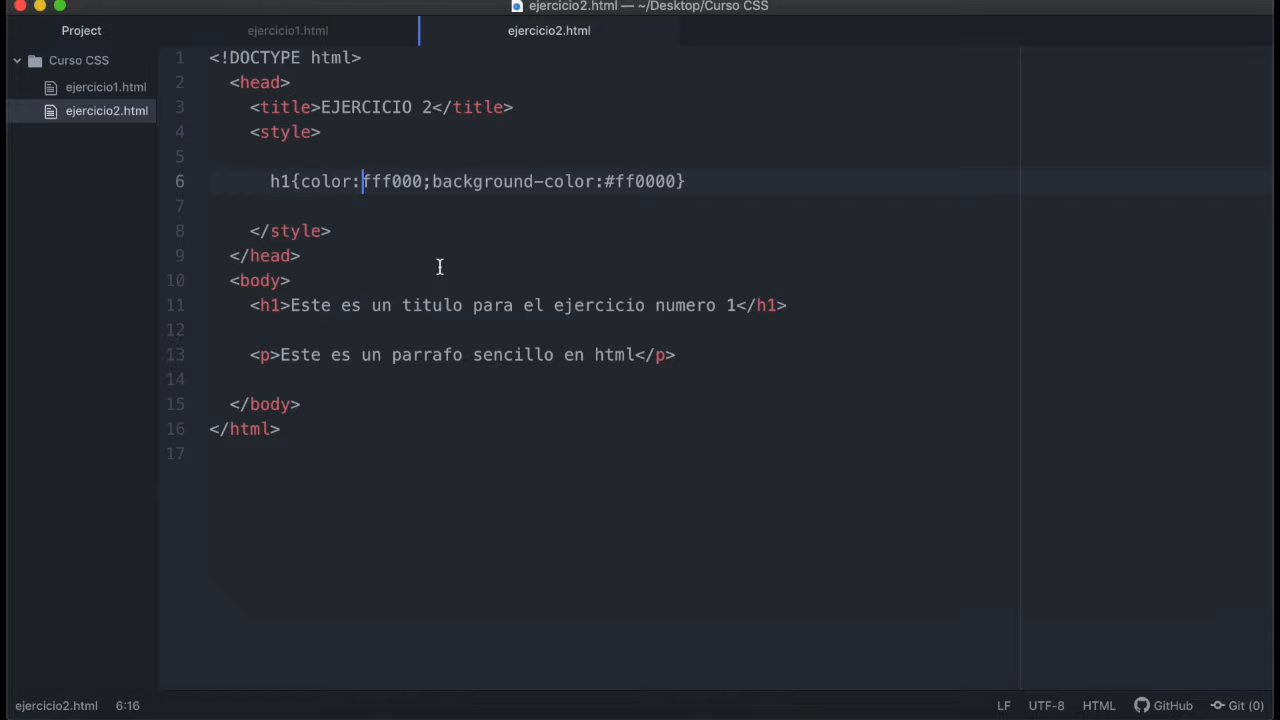 ejercicio2.html — ~/Desktop/Curso CSS
Project
ejercicio1.html
ejercicio2.html
Curso CSS
ejercicio1.html
ejercicio2.html
1 <!DOCTYPE html>
2 <head>
3 <title>EJERCICIO 2</title>
4 <style>
5
6 h1{color:fff000;background-color:#ff0000}
7
8 </style>
9 </head>
10 <body>
11 <h1>Este es un titulo para el ejercicio numero 1</h1>
12
13 <p>Este es un parrafo sencillo en html</p>
14
15 </body>
16 </html>
17
ejercicio2.html 6:16 LF UTF-8 HTML GitHub Git (0)